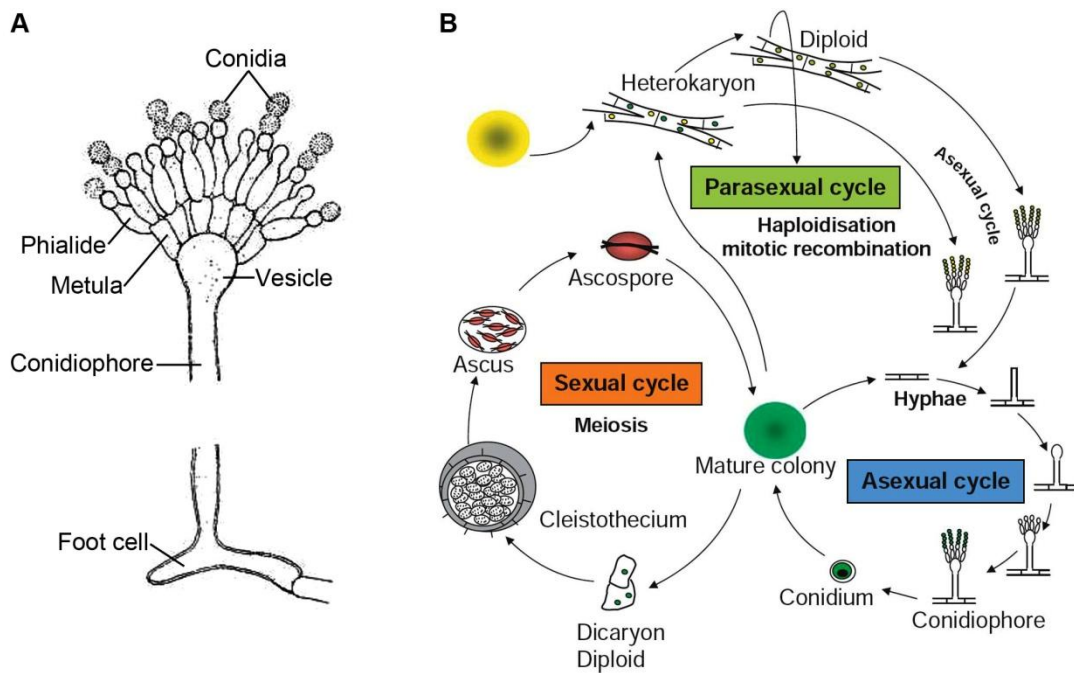 A
Conidia
Phialide
Metula
Vesicle
Conidiophore
Foot cell
B
Diploid
Heterokaryon
Asexual cycle
Parasexual cycle
Haploidisation
mitotic recombination
Ascospore
Ascus
Sexual cycle
Meiosis
Hyphae
Mature colony
Asexual cycle
Cleistothecium
Conidium
Conidiophore
Dicaryon
Diploid